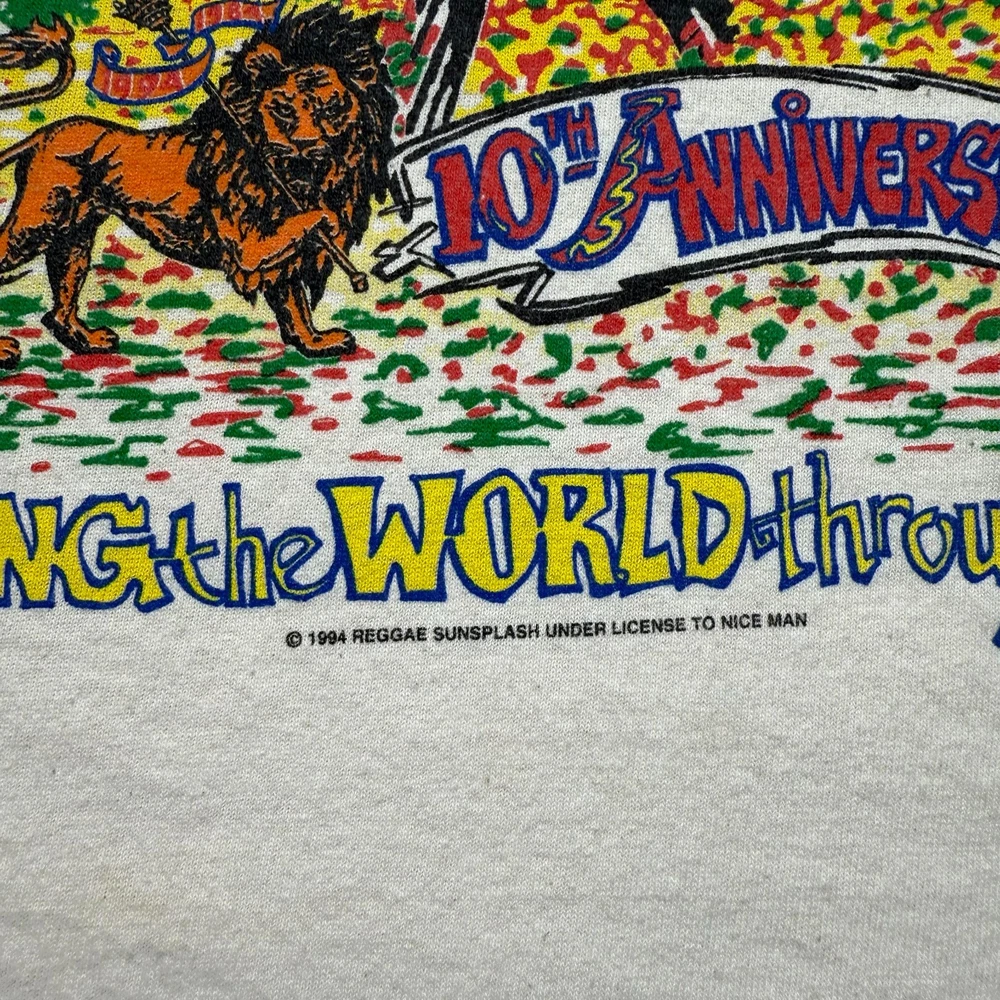 10TH ANNIVERS
NG the WORLD throu
© 1994 REGGAE SUNSPLASH UNDER LICENSE TO NICE MAN